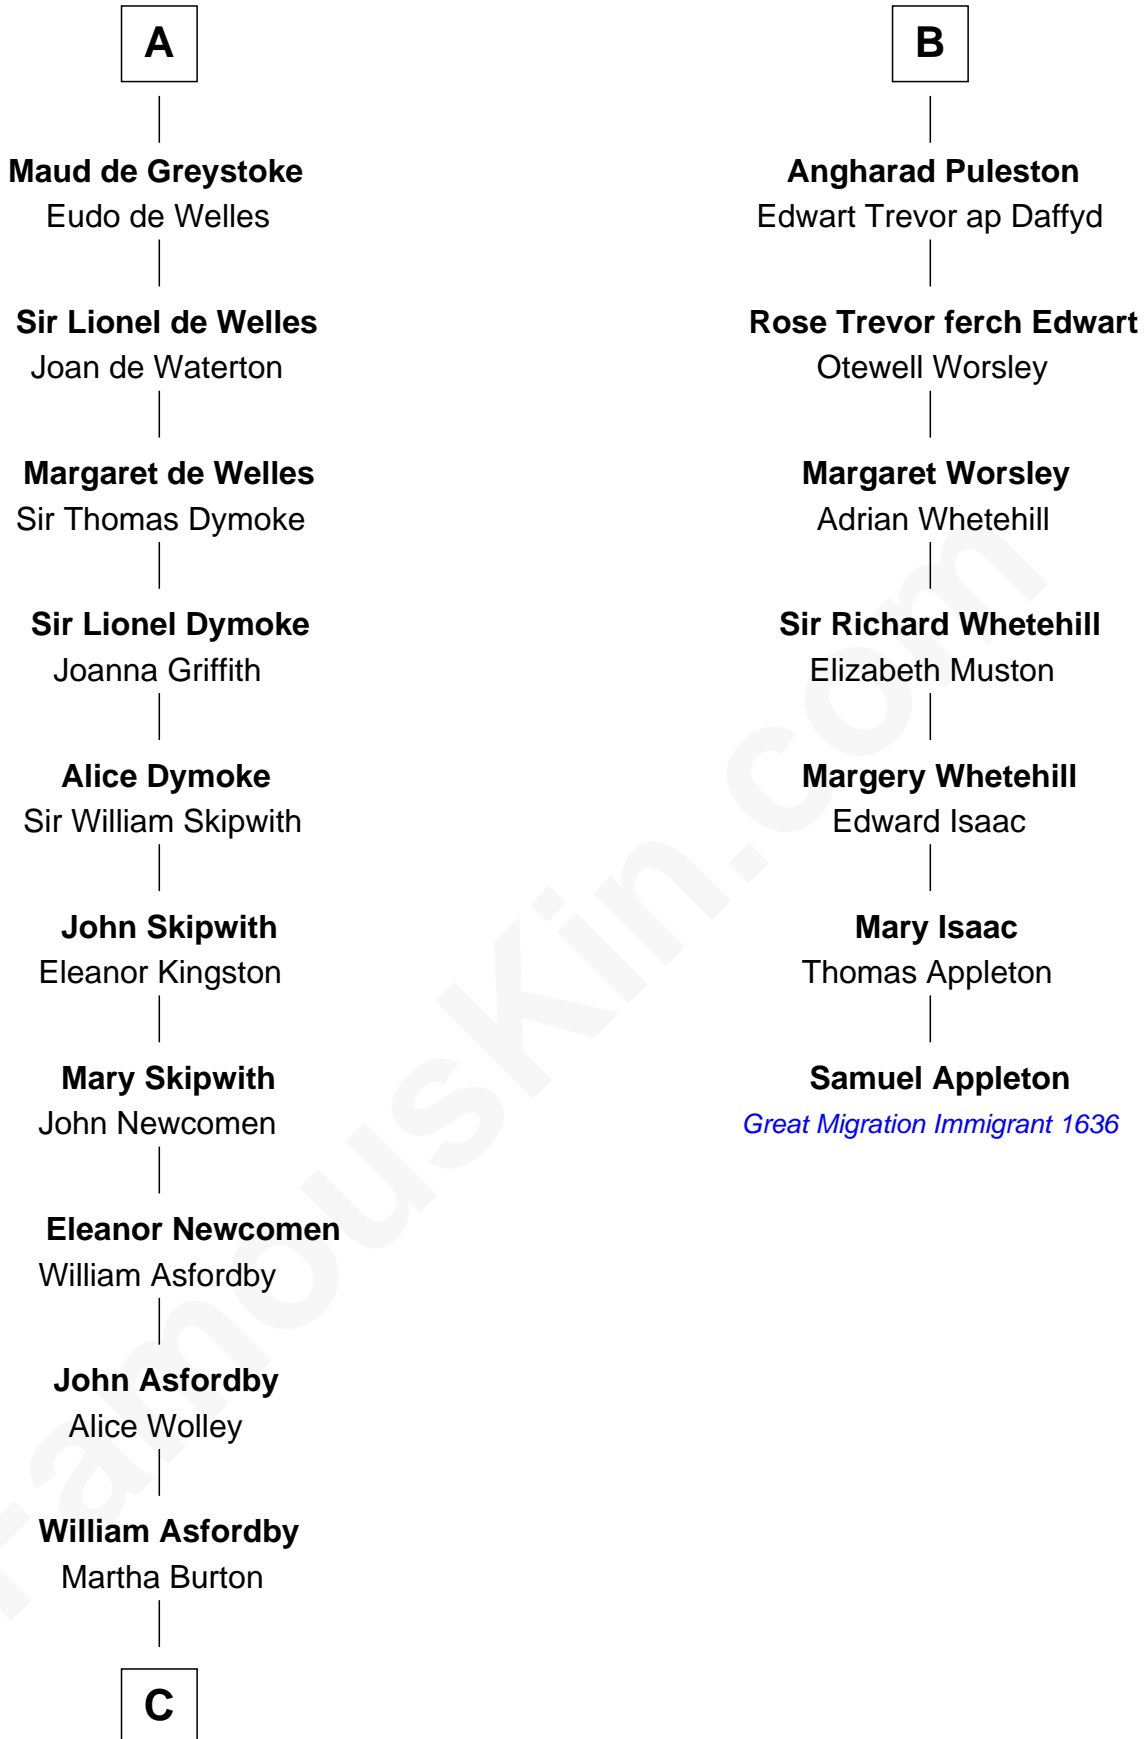 A
Maud de Greystoke
Eudo de Welles
Sir Lionel de Welles
Joan de Waterton
Margaret de Welles
Sir Thomas Dymoke
Sir Lionel Dymoke
Joanna Griffith
Alice Dymoke
Sir William Skipwith
John Skipwith
Eleanor Kingston
Mary Skipwith
John Newcomen
Eleanor Newcomen
William Asfordby
John Asfordby
Alice Wolley
William Asfordby
Martha Burton
C
B
Angharad Puleston
Edwart Trevor ap Daffyd
Rose Trevor ferch Edwart
Otewell Worsley
Margaret Worsley
Adrian Whetehill
Sir Richard Whetehill
Elizabeth Muston
Margery Whetehill
Edward Isaac
Mary Isaac
Thomas Appleton
Samuel Appleton
Great Migration Immigrant 1636
FamousKin.com